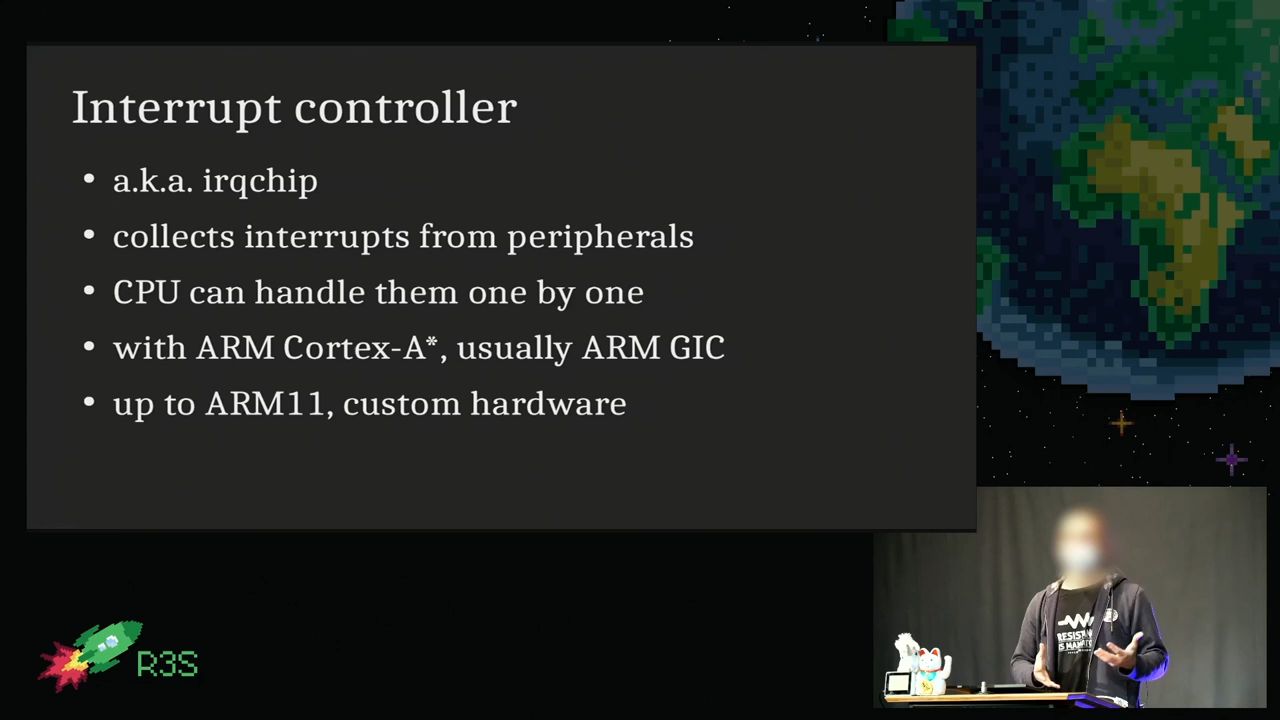 Interrupt controller
• a.k.a. irqchip
• collects interrupts from peripherals
• CPU can handle them one by one
• with ARM Cortex-A*, usually ARM GIC
• up to ARM11, custom hardware
R3S